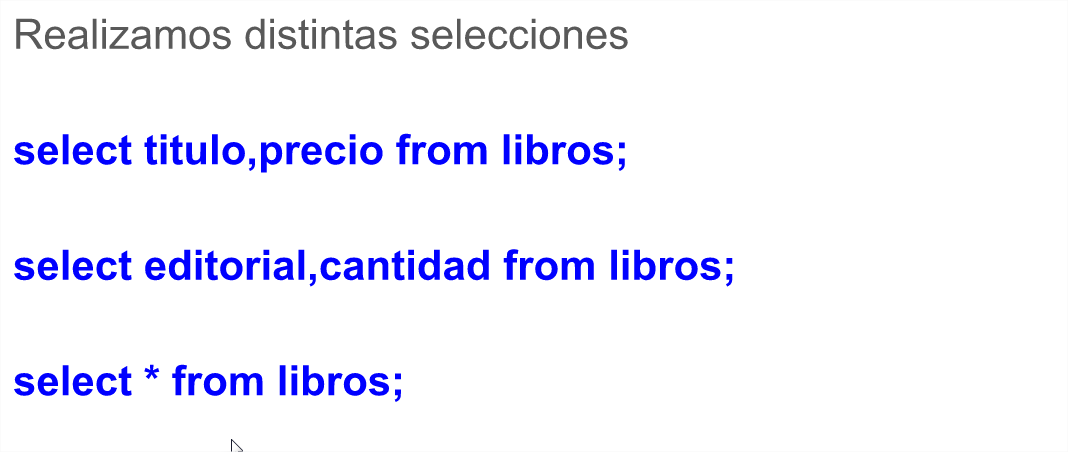 Realizamos distintas selecciones
select titulo,precio from libros;
select editorial,cantidad from libros;
select * from libros;